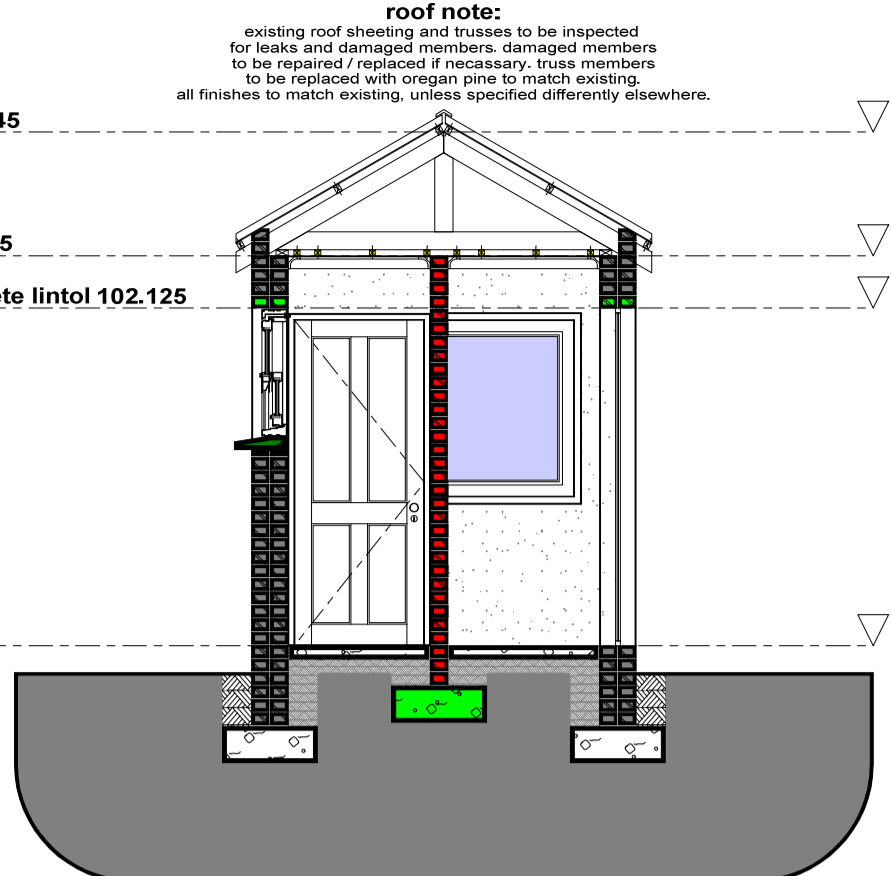 roof note:
existing roof sheeting and trusses to be inspected
for leaks and damaged members. damaged members
to be repaired / replaced if necassary. truss members
to be replaced with oregan pine to match existing.
all finishes to match existing, unless specified differently elsewhere.
45
5
ete lintol 102.125